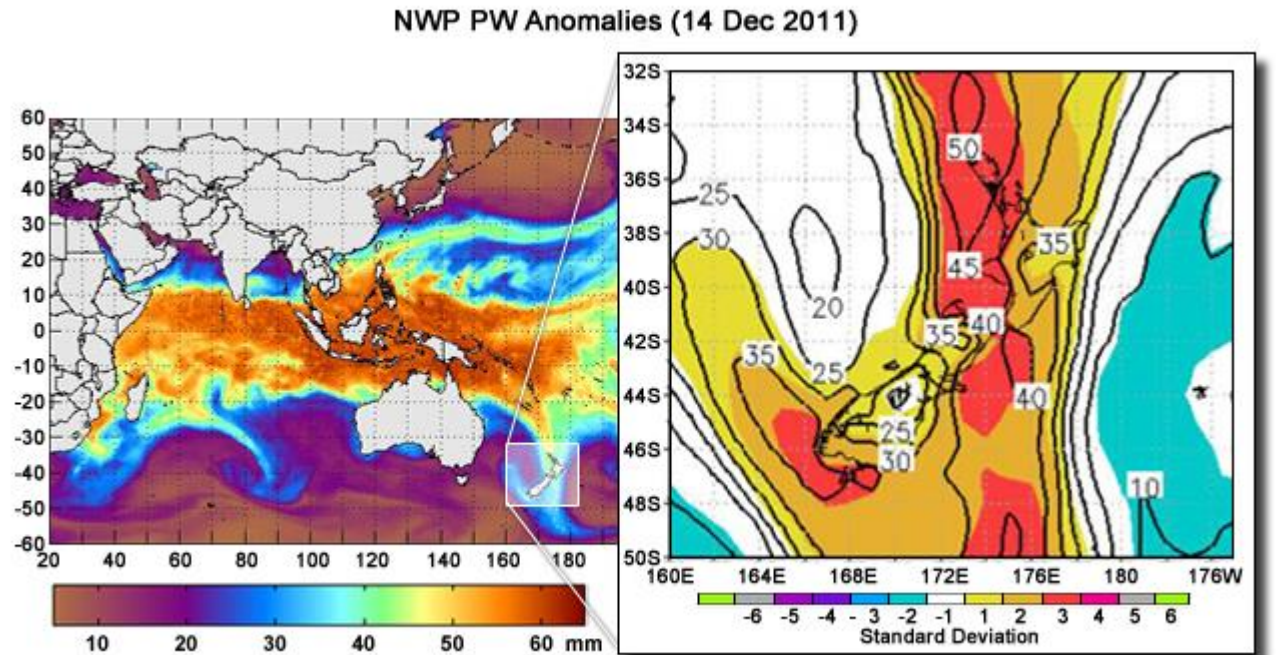 NWP PW Anomalies (14 Dec 2011)
60
50
40
30
20
10
0
-10
-20
-30
-40
-50
-60
20 40 60 80 100 120 140 160 180
10 20 30 40 50 60 mm
32S
34S
36S
38S
40S
42S
44S
46S
48S
50S
50
25
30
35
45
20
35 40
35
25
40
25
30
10
160E 164E 168E 172E 176E 180 176W
-6 -5 -4 -3 -2 -1 1 2 3 4 5 6
Standard Deviation